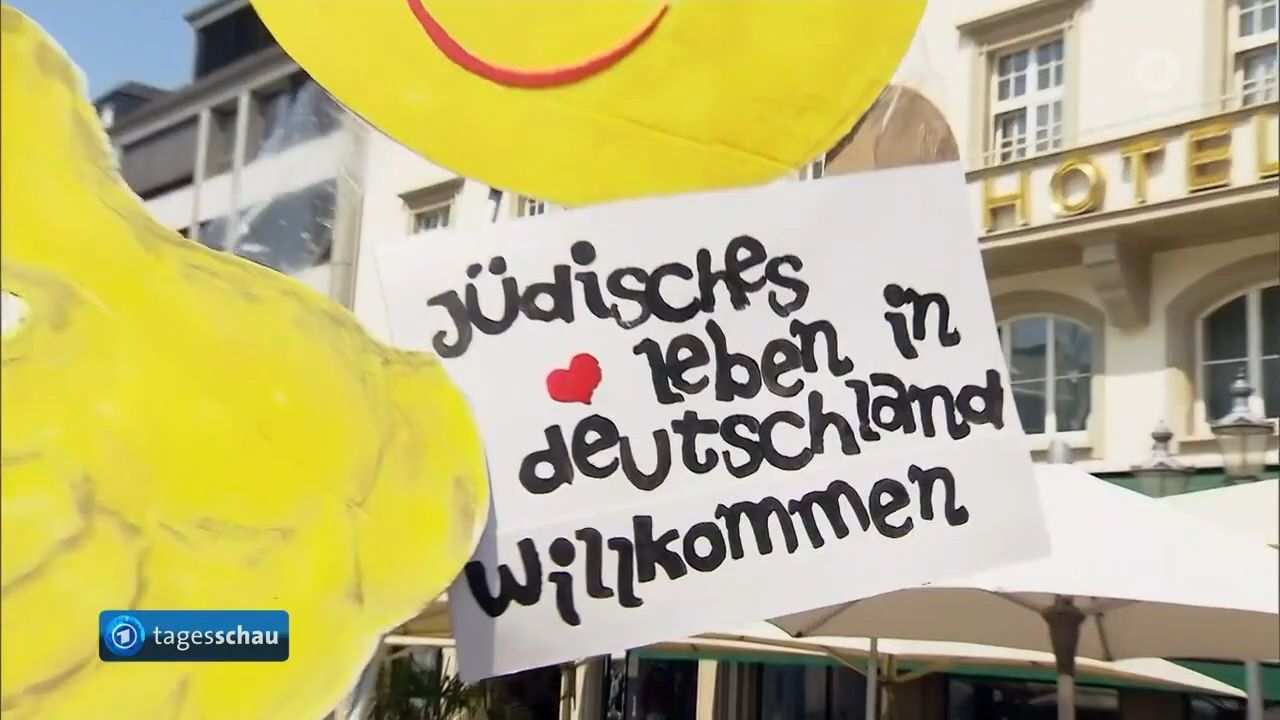 HOTEL
Jüdisches
leben in
deutschland
willkommen
tagesschau